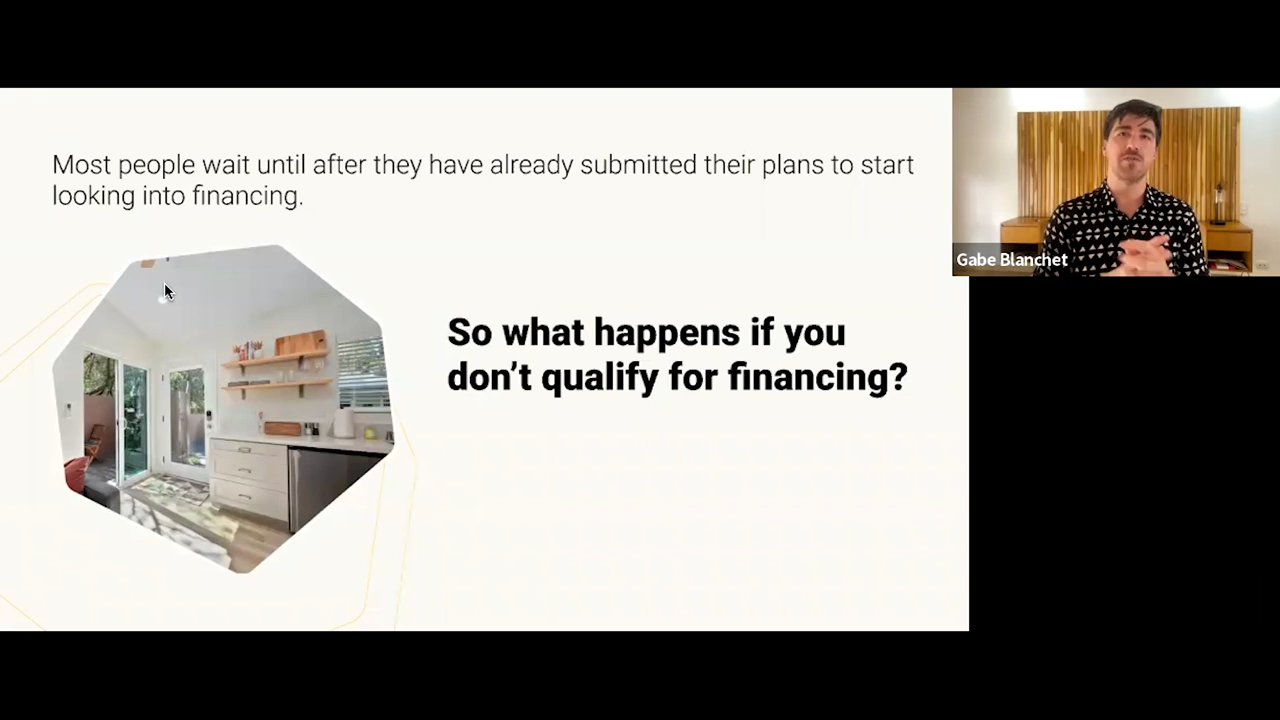 Most people wait until after they have already submitted their plans to start
looking into financing.
So what happens if you
don’t qualify for financing?
Gabe Blanchet